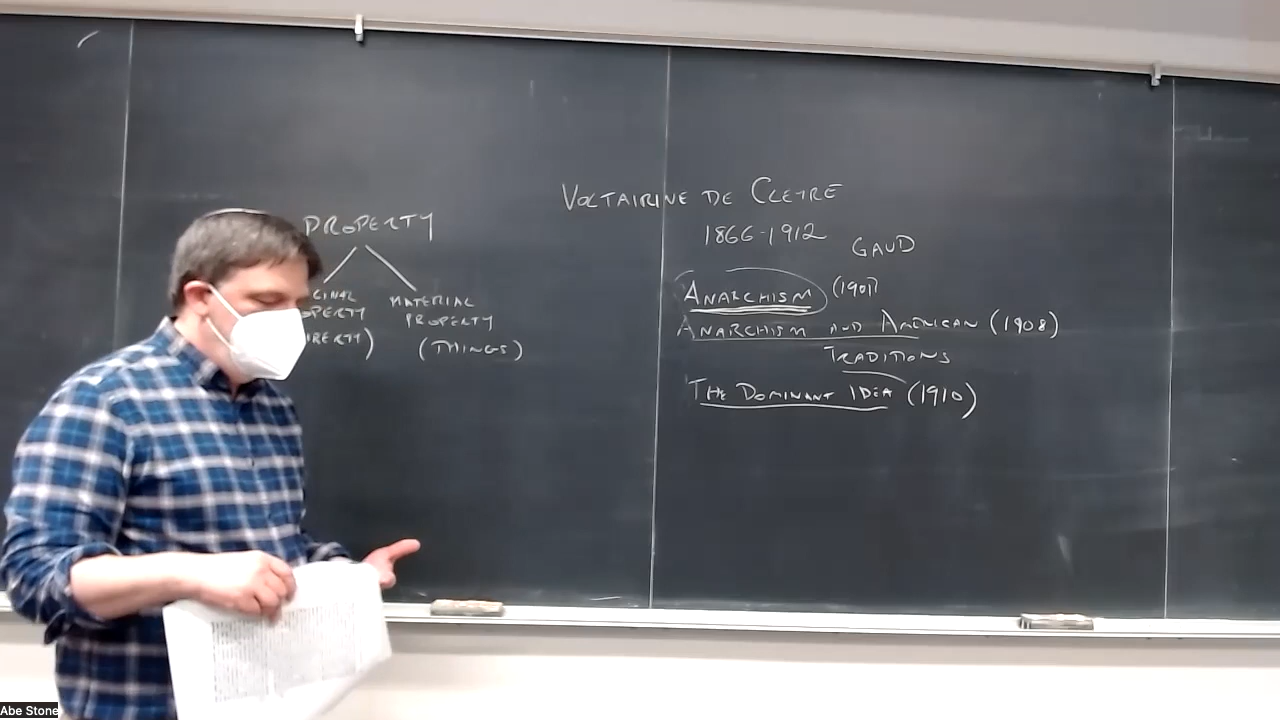 PROPERTY
MATERIAL
PROPERTY
(THINGS)
VOLTAIRINE DE CLEYRE
1866-1912
GAUD
ANARCHISM (1901)
ANARCHISM AND AMERICAN (1908)
TRADITIONS
THE DOMINANT IDEA (1910)
Abe Stone